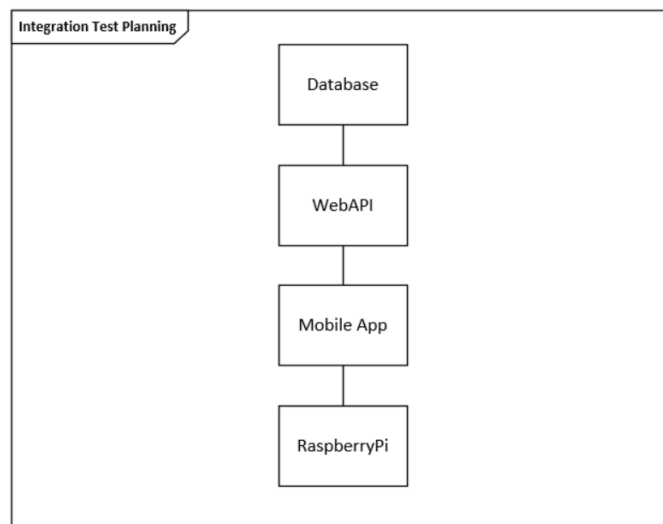 Integration Test Planning
Database
WebAPI
Mobile App
RaspberryPi